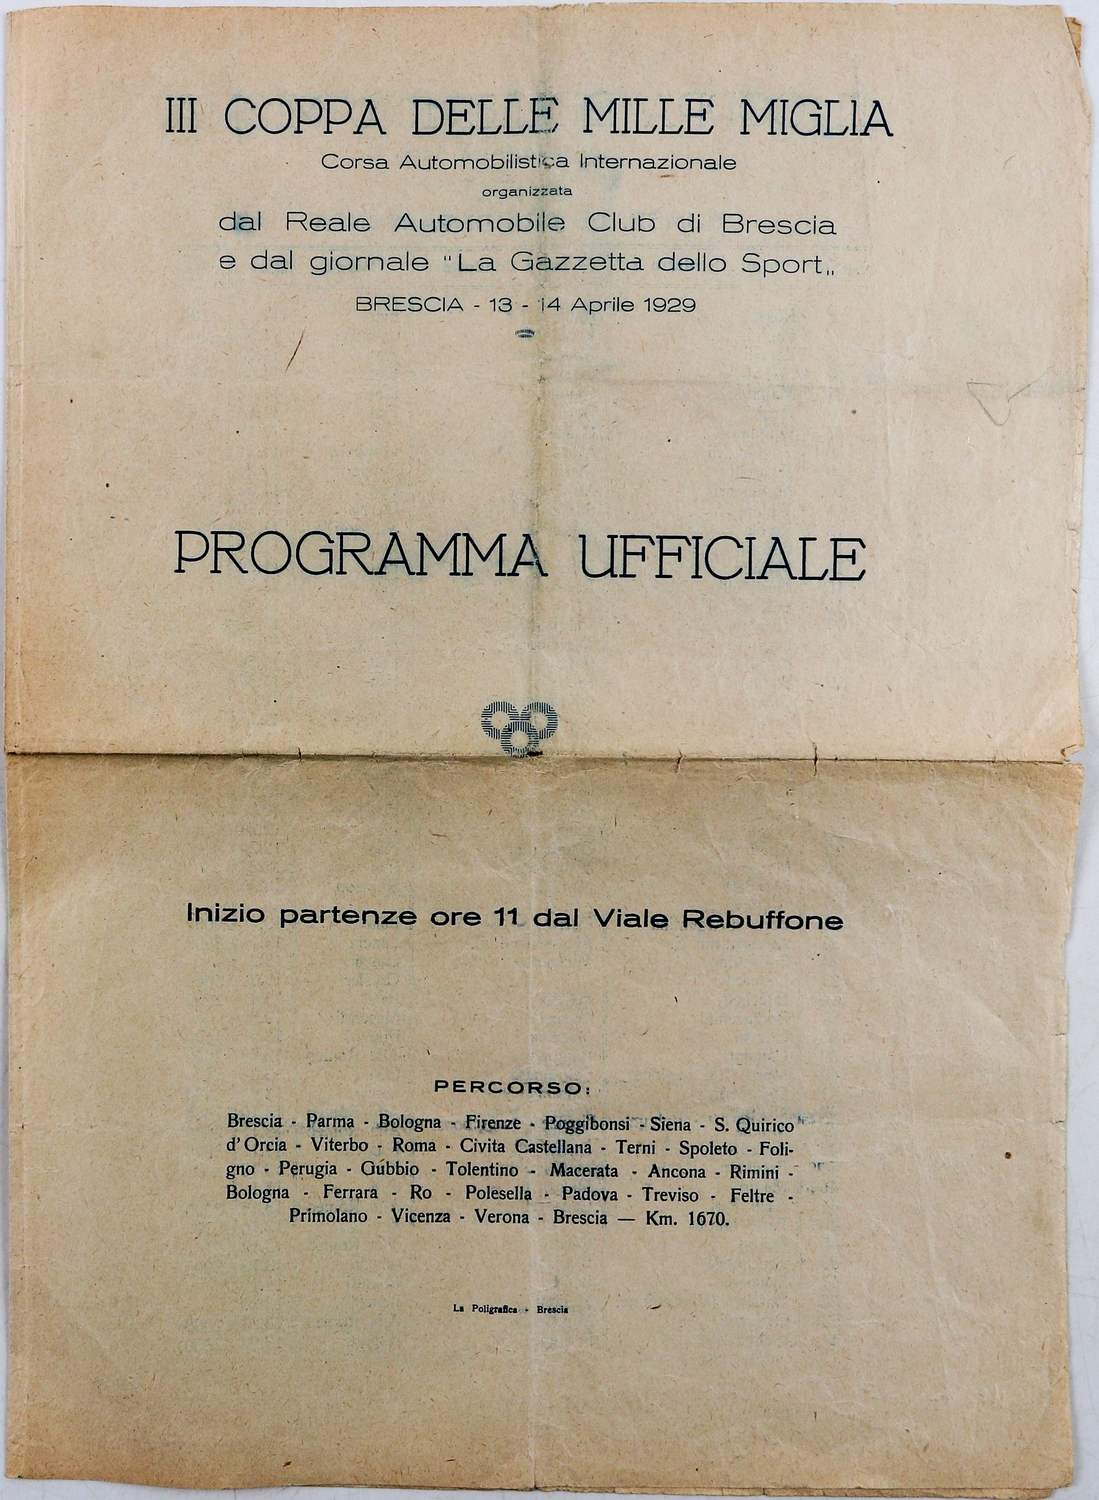 III COPPA DELLE MILLE MIGLIA
Corsa Automobilistica Internazionale
organizzata
dal Reale Automobile Club di Brescia
e dal giornale "La Gazzetta dello Sport„
BRESCIA - 13 - 14 Aprile 1929
PROGRAMMA UFFICIALE
Inizio partenze ore 11 dal Viale Rebuffone
PERCORSO:
Brescia - Parma - Bologna - Firenze - Poggibonsi - Siena - S. Quirico
d'Orcia - Viterbo - Roma - Civita Castellana - Terni - Spoleto - Foli-
gno - Perugia - Gubbio - Tolentino - Macerata - Ancona - Rimini -
Bologna - Ferrara - Ro - Polesella - Padova - Treviso - Feltre -
Primolano - Vicenza - Verona - Brescia — Km. 1670.
La Poligrafica - Brescia